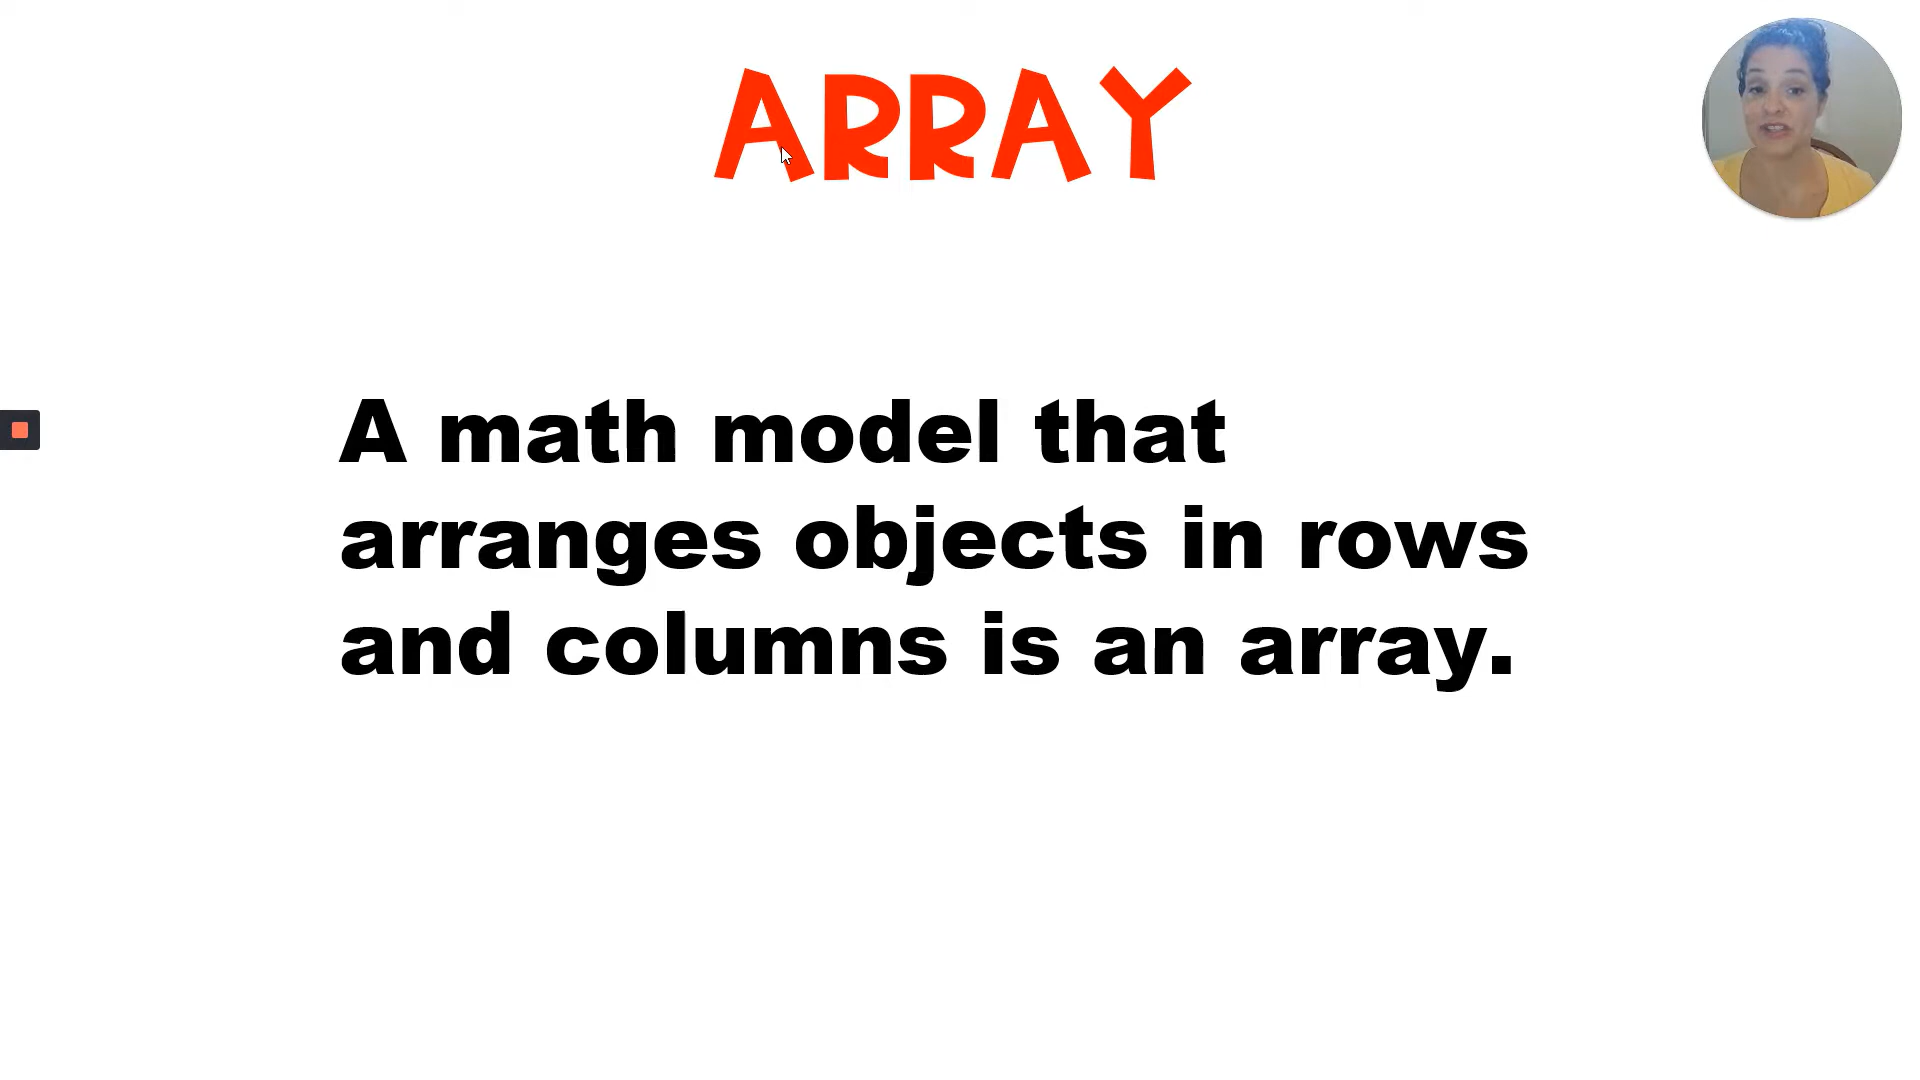 ARRAY
A math model that
arranges objects in rows
and columns is an array.